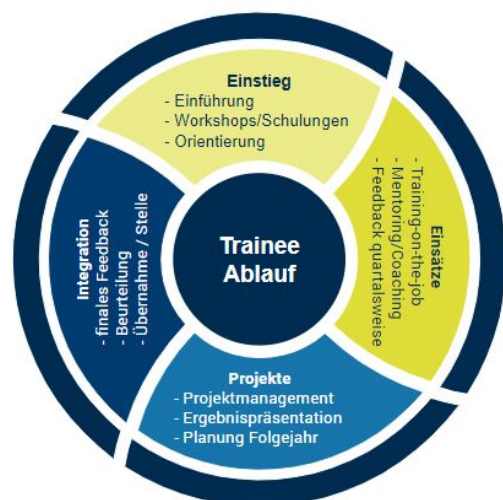 Einstieg
- Einführung
- Workshops/Schulungen
- Orientierung
Einsätze
- Training-on-the-job
- Mentoring/Coaching
- Feedback quartalsweise
Projekte
- Projektmanagement
- Ergebnispräsentation
- Planung Folgejahr
Integration
- finales Feedback
- Beurteilung
- Übernahme / Stelle
Trainee
Ablauf